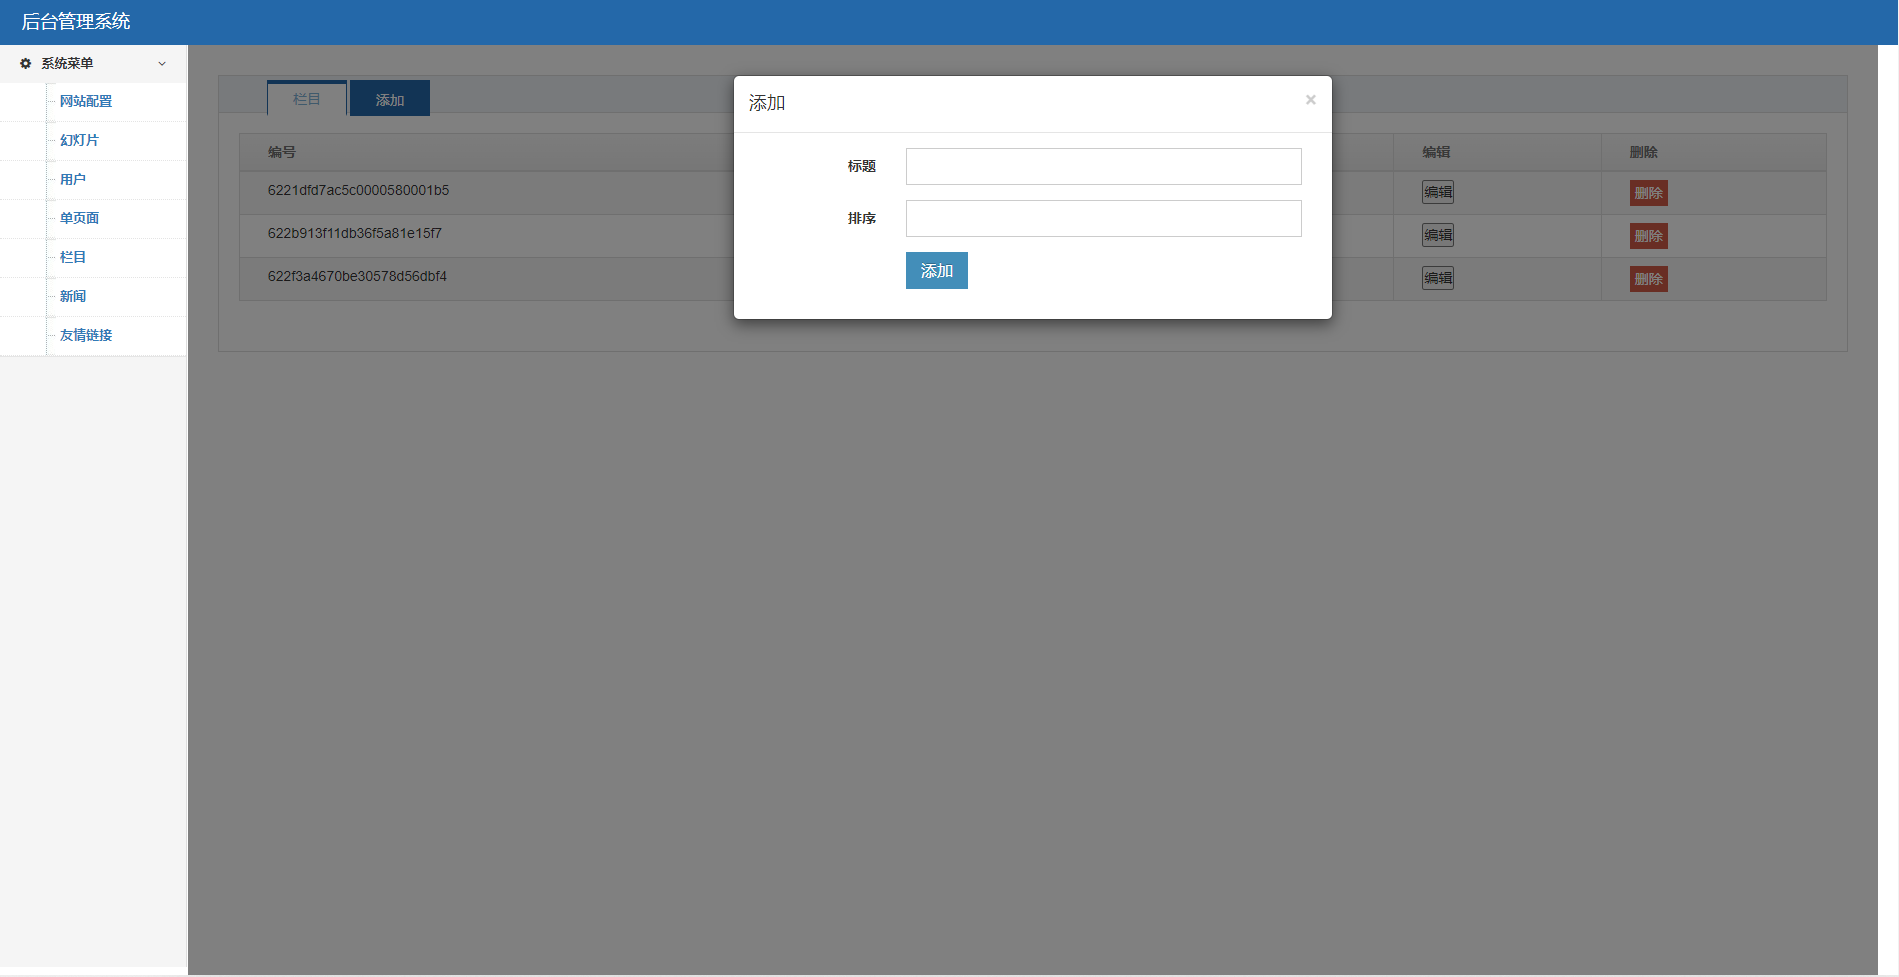 后台管理系统
系统菜单
网站配置
幻灯片
用户
单页面
栏目
新闻
友情链接
栏目 添加
编号 编辑 删除
6221dfd7ac5c0000580001b5 编辑 删除
622b913f11db36f5a81e15f7 编辑 删除
622f3a4670be30578d56dbf4 编辑 删除
添加 ×
标题
排序
添加